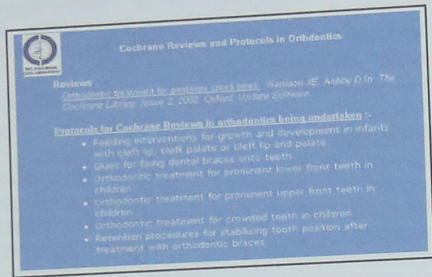 Cochrane Reviews and Protocols in Orthdontics
Reviews
Orthodontic treatment for posterior cross bites. Harrison JE, Ashby D In: The
Cochrane Library, Issue 2, 2002. Oxford: Update Software.
Protocols for Cochrane Reviews in orthodontics being undertaken :-
• Feeding interventions for growth and development in infants
with cleft lip, cleft palate or cleft lip and palate
• Glues for fixing dental braces onto teeth
• Orthodontic treatment for prominent lower front teeth in
children
• Orthodontic treatment for prominent upper front teeth in
children
• Orthodontic treatment for crowded teeth in children
• Retention procedures for stabilising tooth position after
treatment with orthodontic braces